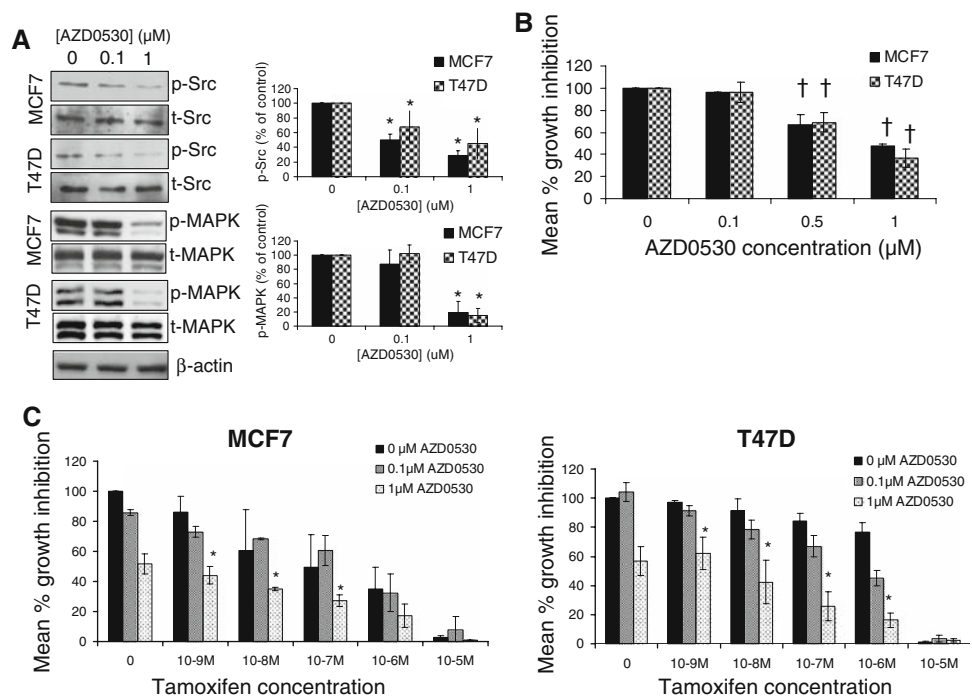 A
[AZD0530] (µM)
0 0.1 1
MCF7
p-Src
t-Src
T47D
p-Src
t-Src
MCF7
p-MAPK
t-MAPK
T47D
p-MAPK
t-MAPK
β-actin
MCF7
T47D
p-Src (% of control)
120
100
80
60
40
20
0
* * * *
0 0.1 1
[AZD0530] (uM)
MCF7
T47D
p-MAPK (% of control)
120
100
80
60
40
20
0
* *
0 0.1 1
[AZD0530] (uM)
B
MCF7
T47D
Mean % growth inhibition
120
100
80
60
40
20
0
† † † †
0 0.1 0.5 1
AZD0530 concentration (µM)
C
MCF7
0 µM AZD0530
0.1µM AZD0530
1µM AZD0530
Mean % growth inhibition
120
100
80
60
40
20
0
* * *
0 10-9M 10-8M 10-7M 10-6M 10-5M
Tamoxifen concentration
T47D
0 µM AZD0530
0.1µM AZD0530
1µM AZD0530
Mean % growth inhibition
120
100
80
60
40
20
0
* * * *
0 10-9M 10-8M 10-7M 10-6M 10-5M
Tamoxifen concentration